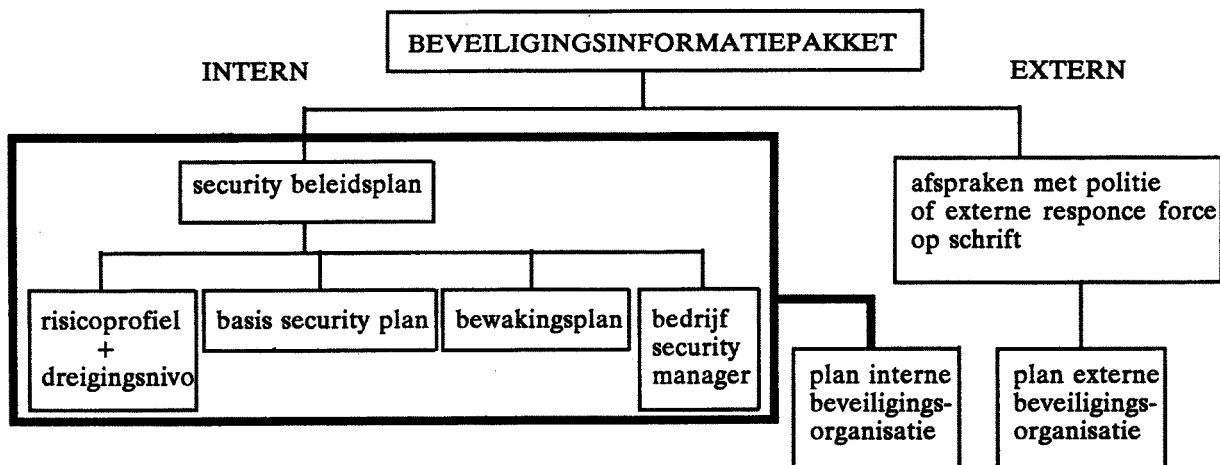 BEVEILIGINGSINFORMATIEPAKKET
INTERN
EXTERN
security beleidsplan
afspraken met politie
of externe responce force
op schrift
risicoprofiel
+
dreigingsnivo
basis security plan
bewakingsplan
bedrijf
security
manager
plan interne
beveiligings-
organisatie
plan externe
beveiligings-
organisatie